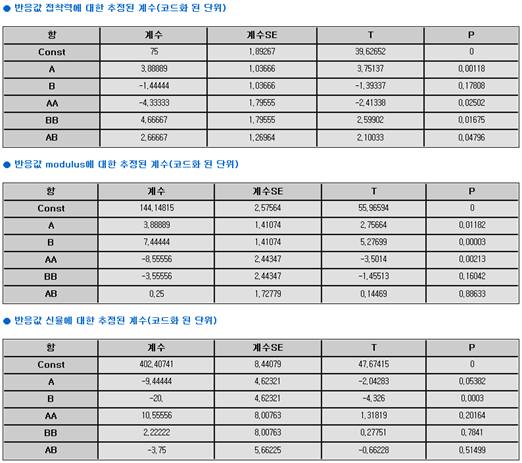 반응값 접착력에 대한 추정된 계수(코드화 된 단위)
항 계수 계수SE T P
Const 75 1,89267 39,62652 0
A 3,88889 1,03666 3,75137 0,00118
B -1,44444 1,03666 -1,39337 0,17808
AA -4,33333 1,79555 -2,41338 0,02502
BB 4,66667 1,79555 2,59902 0,01675
AB 2,66667 1,26964 2,10033 0,04796
반응값 modulus에 대한 추정된 계수(코드화 된 단위)
항 계수 계수SE T P
Const 144,14815 2,57564 55,96594 0
A 3,88889 1,41074 2,75664 0,01182
B 7,44444 1,41074 5,27699 0,00003
AA -8,55556 2,44347 -3,5014 0,00213
BB -3,55556 2,44347 -1,45513 0,16042
AB 0,25 1,72779 0,14469 0,88633
반응값 신율에 대한 추정된 계수(코드화 된 단위)
항 계수 계수SE T P
Const 402,40741 8,44079 47,67415 0
A -9,44444 4,62321 -2,04283 0,05382
B -20, 4,62321 -4,326 0,0003
AA 10,55556 8,00763 1,31819 0,20164
BB 2,22222 8,00763 0,27751 0,7841
AB -3,75 5,66225 -0,66228 0,51499